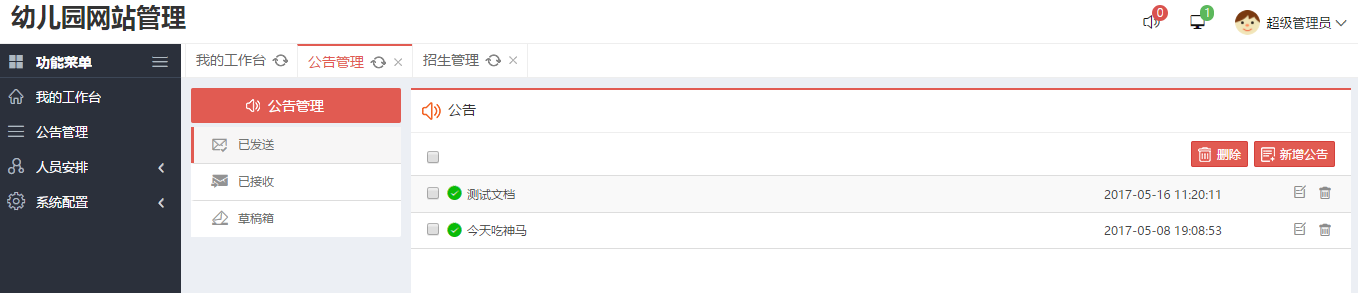 幼儿园网站管理
0
1
超级管理员
功能菜单
我的工作台
公告管理
招生管理
我的工作台
公告管理
人员安排
系统配置
公告管理
已发送
已接收
草稿箱
公告
删除
新增公告
测试文档
2017-05-16 11:20:11
今天吃神马
2017-05-08 19:08:53